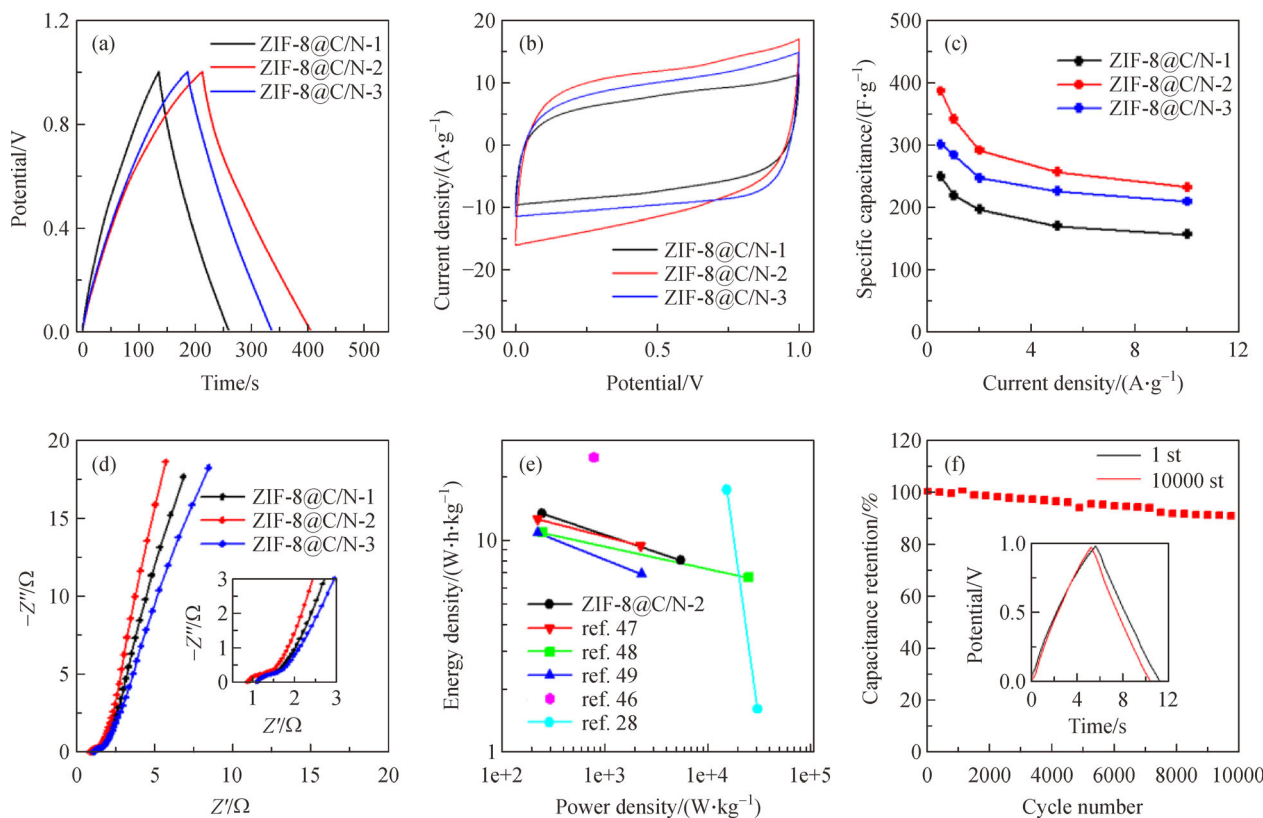 (a)
1.2
0.8
0.4
0.0
Potential/V
ZIF-8@C/N-1
ZIF-8@C/N-2
ZIF-8@C/N-3
0 100 200 300 400 500
Time/s
(b)
20
10
0
−10
−20
−30
Current density/(A·g⁻¹)
ZIF-8@C/N-1
ZIF-8@C/N-2
ZIF-8@C/N-3
0.0 0.5 1.0
Potential/V
(c)
500
400
300
200
100
0
Specific capacitance/(F·g⁻¹)
ZIF-8@C/N-1
ZIF-8@C/N-2
ZIF-8@C/N-3
0 4 8 12
Current density/(A·g⁻¹)
(d)
20
15
10
5
0
−Z″/Ω
ZIF-8@C/N-1
ZIF-8@C/N-2
ZIF-8@C/N-3
3
2
1
0
−Z″/Ω
1 2 3
Z′/Ω
0 5 10 15 20
Z′/Ω
(e)
10
1
Energy density/(W·h·kg⁻¹)
ZIF-8@C/N-2
ref. 47
ref. 48
ref. 49
ref. 46
ref. 28
1e+2 1e+3 1e+4 1e+5
Power density/(W·kg⁻¹)
(f)
120
100
80
60
40
20
0
Capacitance retention/%
1 st
10000 st
1.0
0.5
0.0
Potential/V
0 4 8 12
Time/s
0 2000 4000 6000 8000 10000
Cycle number